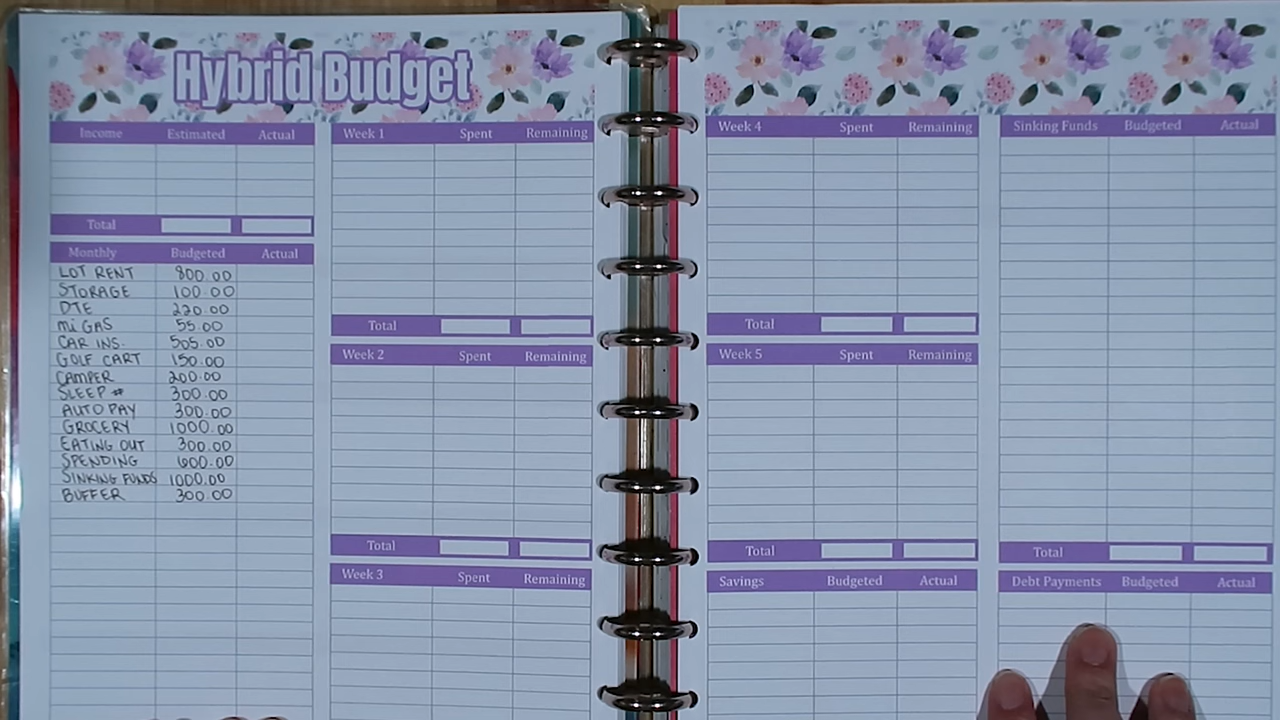 Hybrid Budget
Income Estimated Actual
Total
Monthly Budgeted Actual
LOT RENT 800.00
STORAGE 100.00
DTE 220.00
mi GAS 55.00
CAR INS. 505.00
GOLF CART 150.00
CAMPER 200.00
SLEEP # 300.00
AUTO PAY 300.00
GROCERY 1000.00
EATING OUT 300.00
SPENDING 600.00
SINKING FUNDS 1000.00
BUFFER 300.00
Week 1 Spent Remaining
Total
Week 2 Spent Remaining
Total
Week 3 Spent Remaining
Week 4 Spent Remaining
Total
Week 5 Spent Remaining
Total
Savings Budgeted Actual
Sinking Funds Budgeted Actual
Total
Debt Payments Budgeted Actual